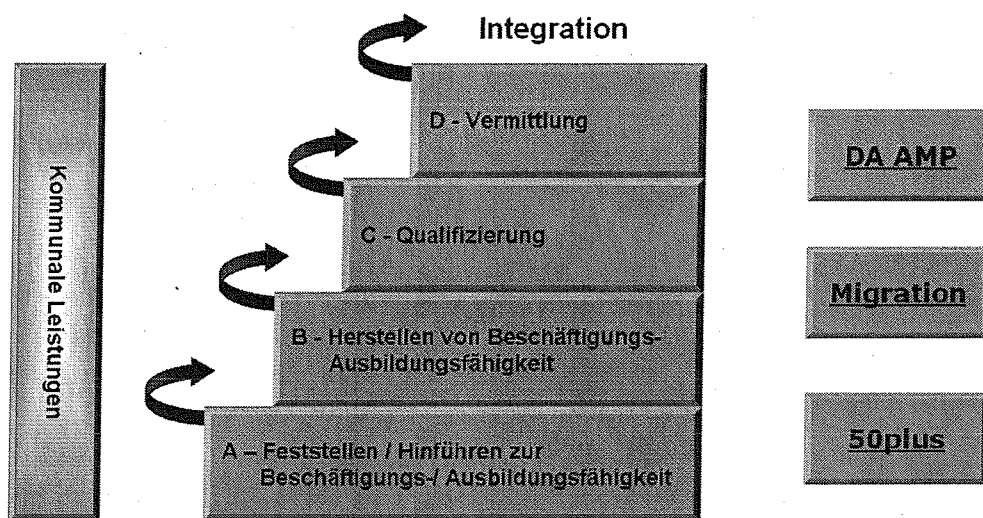 Integration
Kommunale Leistungen
D - Vermittlung
C - Qualifizierung
B - Herstellen von Beschäftigungs-
Ausbildungsfähigkeit
A – Feststellen / Hinführen zur
Beschäftigungs-/ Ausbildungsfähigkeit
DA AMP
Migration
50plus